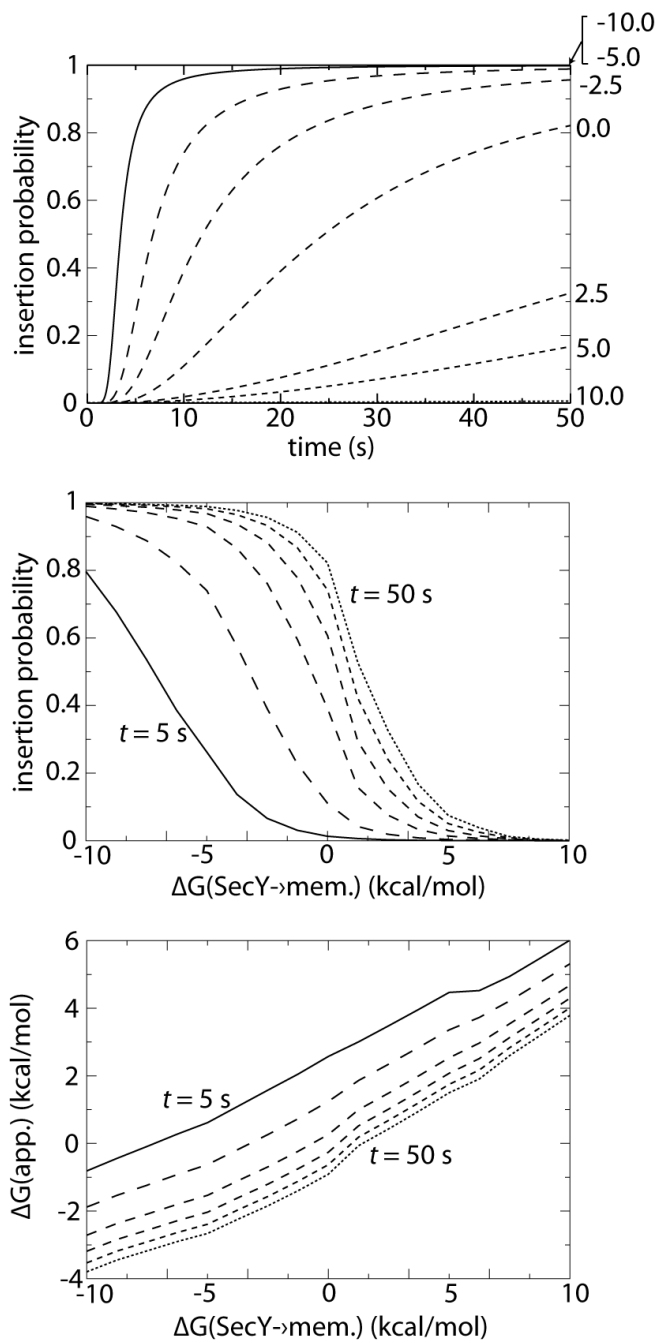 -10.0
-5.0
-2.5
0.0
2.5
5.0
10.0
1
0.8
0.6
0.4
0.2
0
insertion probability
0 10 20 30 40 50
time (s)
1
0.8
0.6
0.4
0.2
0
insertion probability
t = 50 s
t = 5 s
-10 -5 0 5 10
ΔG(SecY->mem.) (kcal/mol)
6
4
2
0
-2
-4
ΔG(app.) (kcal/mol)
t = 5 s
t = 50 s
-10 -5 0 5 10
ΔG(SecY->mem.) (kcal/mol)